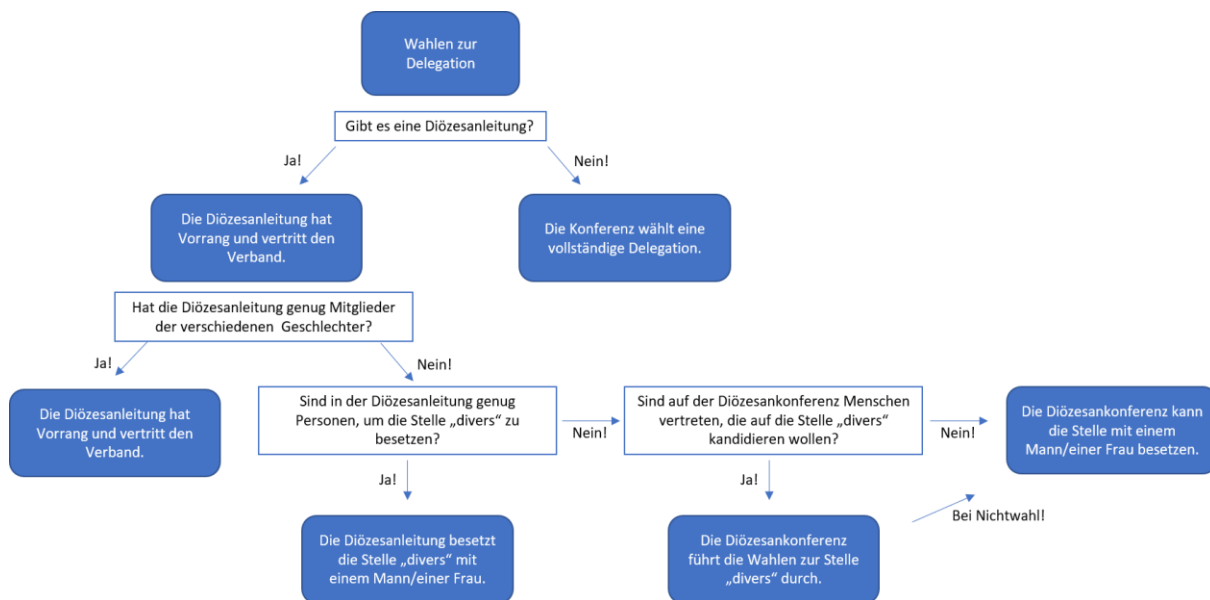 Wahlen zur
Delegation
Gibt es eine Diözesanleitung?
Ja!
Nein!
Die Diözesanleitung hat
Vorrang und vertritt den
Verband.
Die Konferenz wählt eine
vollständige Delegation.
Hat die Diözesanleitung genug Mitglieder
der verschiedenen Geschlechter?
Ja!
Nein!
Die Diözesanleitung hat
Vorrang und vertritt den
Verband.
Sind in der Diözesanleitung genug
Personen, um die Stelle „divers“ zu
besetzen?
Nein!
Sind auf der Diözesankonferenz Menschen
vertreten, die auf die Stelle „divers“
kandidieren wollen?
Nein!
Die Diözesankonferenz kann
die Stelle mit einem
Mann/einer Frau besetzen.
Ja!
Ja!
Bei Nichtwahl!
Die Diözesanleitung besetzt
die Stelle „divers“ mit
einem Mann/einer Frau.
Die Diözesankonferenz
führt die Wahlen zur Stelle
„divers“ durch.